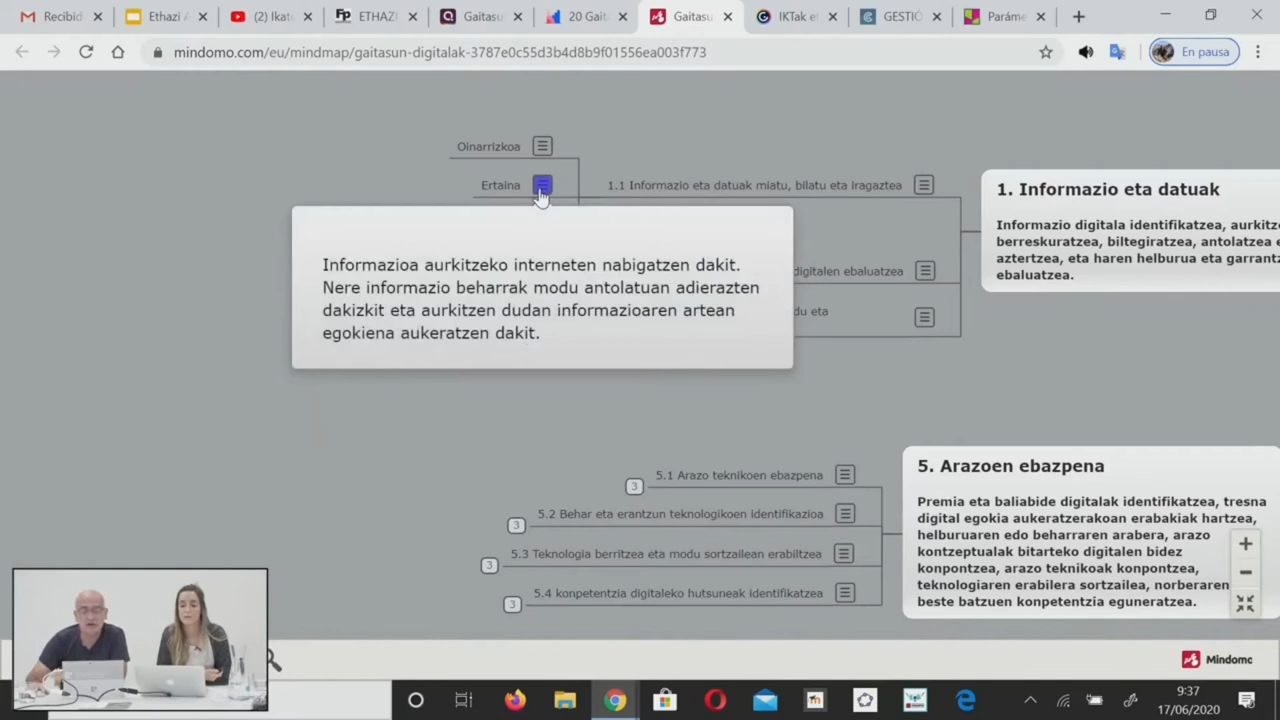 Recibid
Ethazi A
(2) Ikatu
ETHAZI
Gaitasu
20 Gait
Gaitasu
IKTak et
GESTIÓ
Paráme
mindomo.com/eu/mindmap/gaitasun-digitalak-3787e0c55d3b4d8b9f01556ea003f773
En pausa
Oinarrizkoa
Ertaina
1.1 Informazio eta datuak miatu, bilatu eta iragaztea
Informazioa aurkitzeko interneten nabigatzen dakit.
Nere informazio beharrak modu antolatuan adierazten
dakizkit eta aurkitzen dudan informazioaren artean
egokiena aukeratzen dakit.
digitalen ebaluatzea
du eta
1. Informazio eta datuak
Informazio digitala identifikatzea, aurkitze
berreskuratzea, biltegiratzea, antolatzea e
aztertzea, eta haren helburua eta garrantz
ebaluatzea.
5.1 Arazo teknikoen ebazpena
3
5.2 Behar eta erantzun teknologikoen identifikazioa
3
5.3 Teknologia berritzea eta modu sortzailean erabiltzea
3
5.4 konpetentzia digitaleko hutsuneak identifikatzea
3
5. Arazoen ebazpena
Premia eta baliabide digitalak identifikatzea, tresna
digital egokia aukeratzerakoan erabakiak hartzea,
helburuaren edo beharraren arabera, arazo
kontzeptualak bitarteko digitalen bidez
konpontzea, arazo teknikoak konpontzea,
teknologiaren erabilera sortzailea, norberaren
beste batzuen konpetentzia eguneratzea.
Mindomo
9:37
17/06/2020